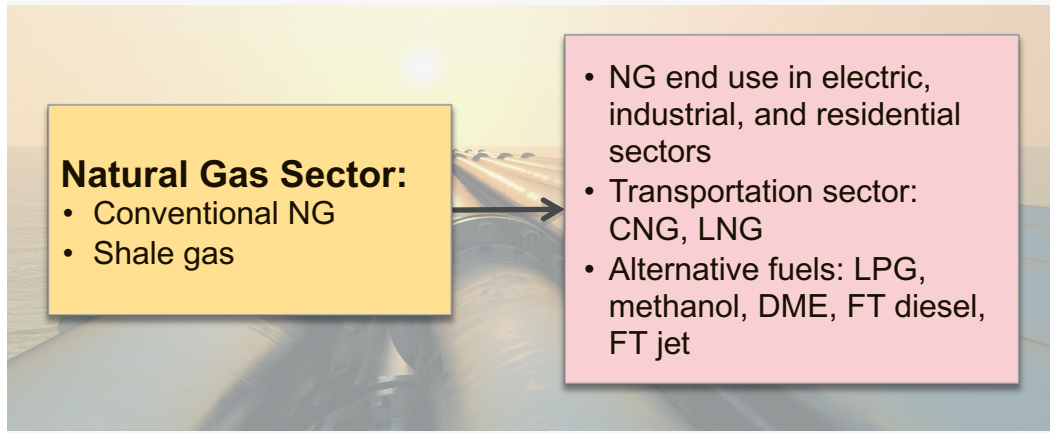 Natural Gas Sector:
• Conventional NG
• Shale gas
• NG end use in electric,
industrial, and residential
sectors
• Transportation sector:
CNG, LNG
• Alternative fuels: LPG,
methanol, DME, FT diesel,
FT jet